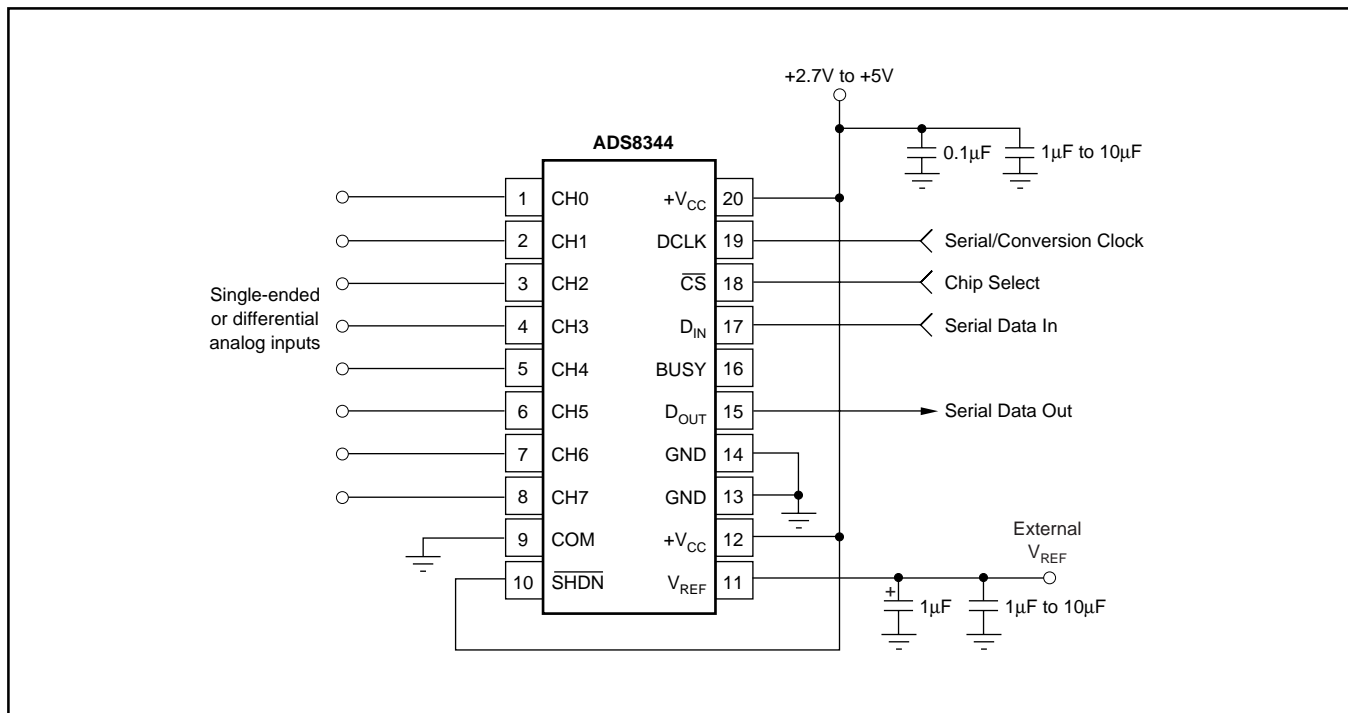 +2.7V to +5V
ADS8344
0.1µF
1µF to 10µF
1 CH0 +VCC 20
2 CH1 DCLK 19 Serial/Conversion Clock
3 CH2 CS 18 Chip Select
Single-ended
or differential
analog inputs
4 CH3 DIN 17 Serial Data In
5 CH4 BUSY 16
6 CH5 DOUT 15 Serial Data Out
7 CH6 GND 14
8 CH7 GND 13
9 COM +VCC 12
External
VREF
10 SHDN VREF 11
+
1µF
1µF to 10µF